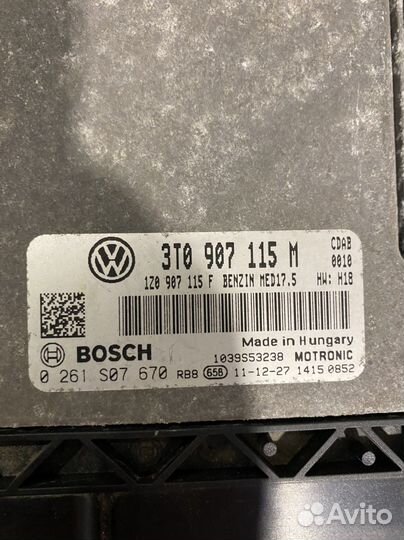 3T0 907 115 M
CDAB
0010
1Z0 907 115 F BENZIN MED17.5 HW: H18
Made in Hungary
BOSCH
1039S53238 MOTRONIC
0 261 S07 670 RB8 658 11-12-27 1415 0852
Avito